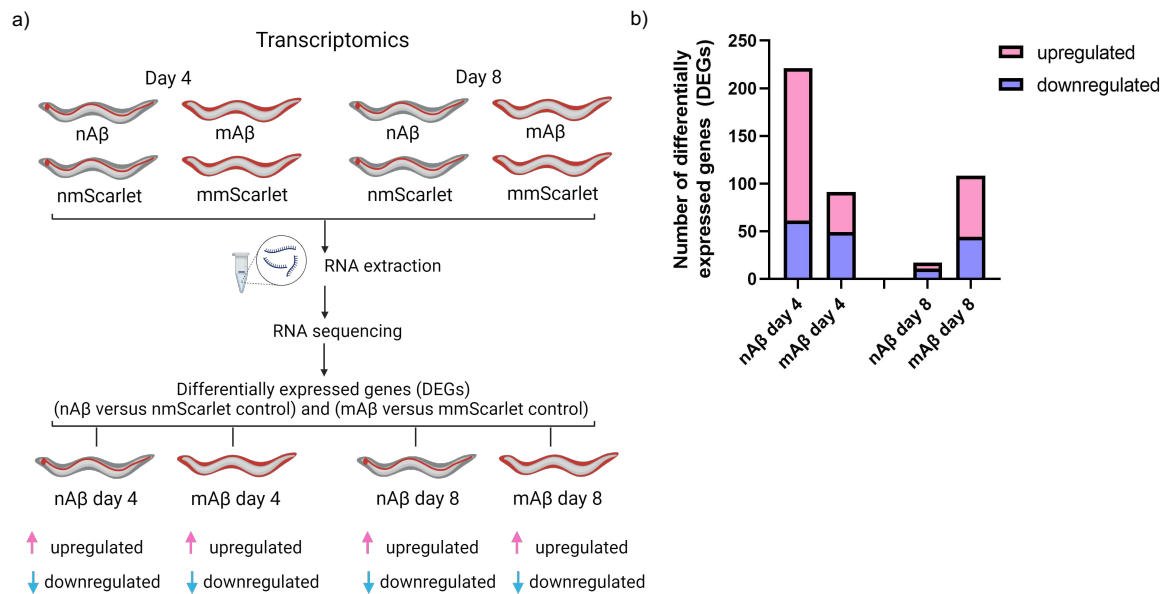 a)
Transcriptomics
Day 4
Day 8
nAβ
mAβ
nAβ
mAβ
nmScarlet
mmScarlet
nmScarlet
mmScarlet
RNA extraction
RNA sequencing
Differentially expressed genes (DEGs)
(nAβ versus nmScarlet control) and (mAβ versus mmScarlet control)
nAβ day 4
mAβ day 4
nAβ day 8
mAβ day 8
upregulated
upregulated
upregulated
upregulated
downregulated
downregulated
downregulated
downregulated
b)
Number of differentially
expressed genes (DEGs)
250
200
150
100
50
0
nAβ day 4
mAβ day 4
nAβ day 8
mAβ day 8
upregulated
downregulated